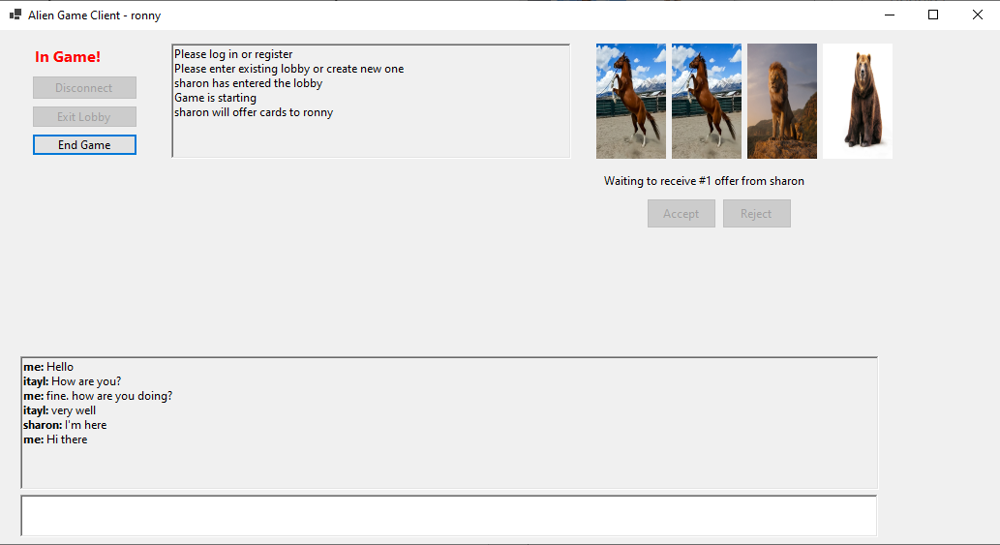 Alien Game Client - ronny
In Game!
Disconnect
Exit Lobby
End Game
Please log in or register
Please enter existing lobby or create new one
sharon has entered the lobby
Game is starting
sharon will offer cards to ronny
Waiting to receive #1 offer from sharon
Accept
Reject
me: Hello
itayl: How are you?
me: fine. how are you doing?
itayl: very well
sharon: I'm here
me: Hi there